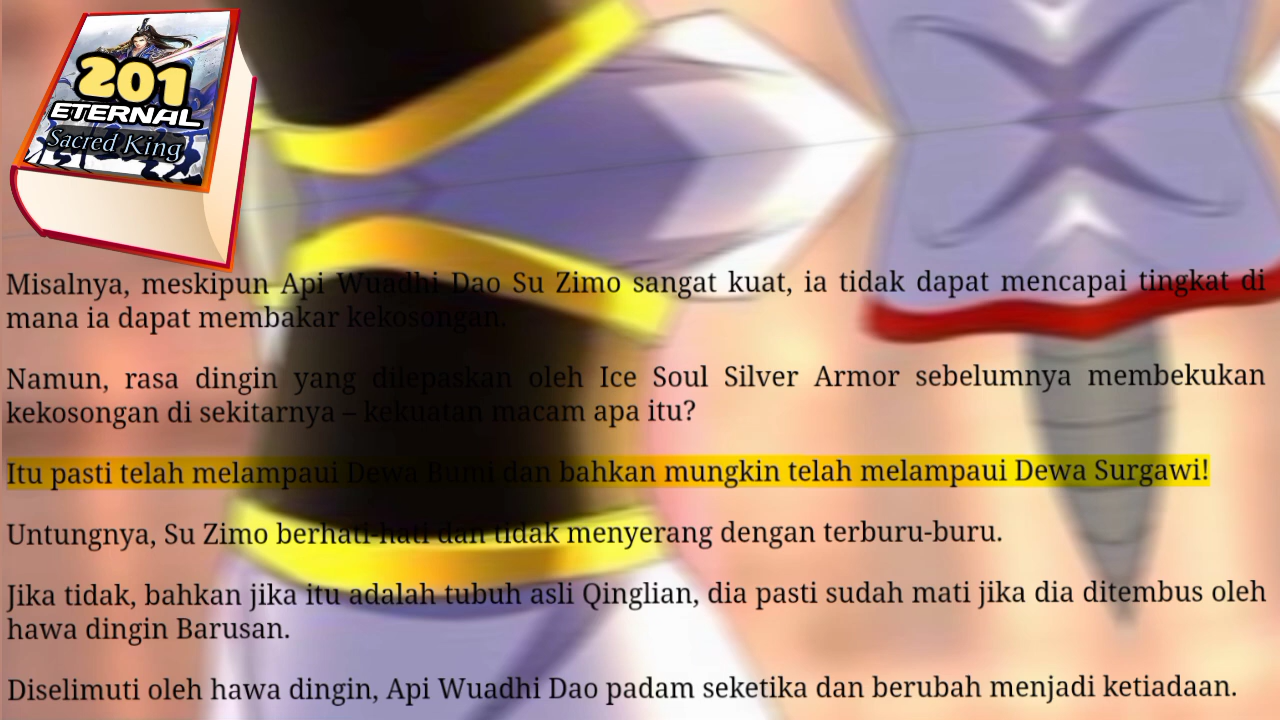 201
ETERNAL
Sacred King
Misalnya, meskipun Api Wuadhi Dao Su Zimo sangat kuat, ia tidak dapat mencapai tingkat di
mana ia dapat membakar kekosongan.
Namun, rasa dingin yang dilepaskan oleh Ice Soul Silver Armor sebelumnya membekukan
kekosongan di sekitarnya – kekuatan macam apa itu?
Itu pasti telah melampaui Dewa Bumi dan bahkan mungkin telah melampaui Dewa Surgawi!
Untungnya, Su Zimo berhati-hati dan tidak menyerang dengan terburu-buru.
Jika tidak, bahkan jika itu adalah tubuh asli Qinglian, dia pasti sudah mati jika dia ditembus oleh
hawa dingin Barusan.
Diselimuti oleh hawa dingin, Api Wuadhi Dao padam seketika dan berubah menjadi ketiadaan.